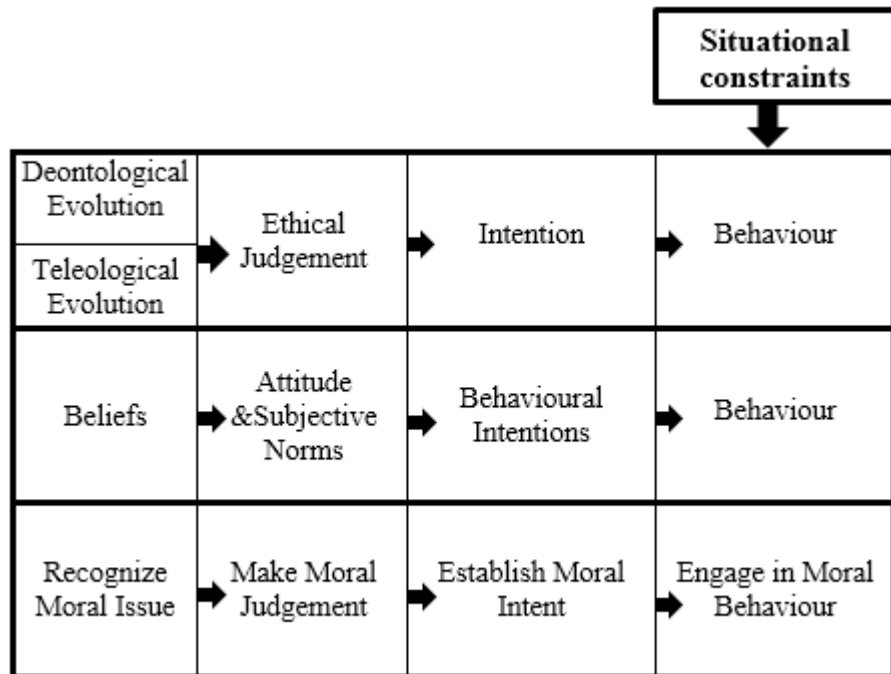 Situational
constraints
Deontological
Evolution
Teleological
Evolution
Ethical
Judgement
Intention
Behaviour
Beliefs
Attitude
&Subjective
Norms
Behavioural
Intentions
Behaviour
Recognize
Moral Issue
Make Moral
Judgement
Establish Moral
Intent
Engage in Moral
Behaviour